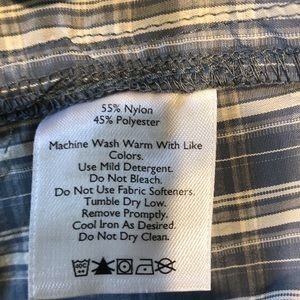 55% Nylon
45% Polyester
Machine Wash Warm With Like
Colors.
Use Mild Detergent.
Do Not Bleach.
Do Not Use Fabric Softeners.
Tumble Dry Low.
Remove Promptly.
Cool Iron As Desired.
Do Not Dry Clean.